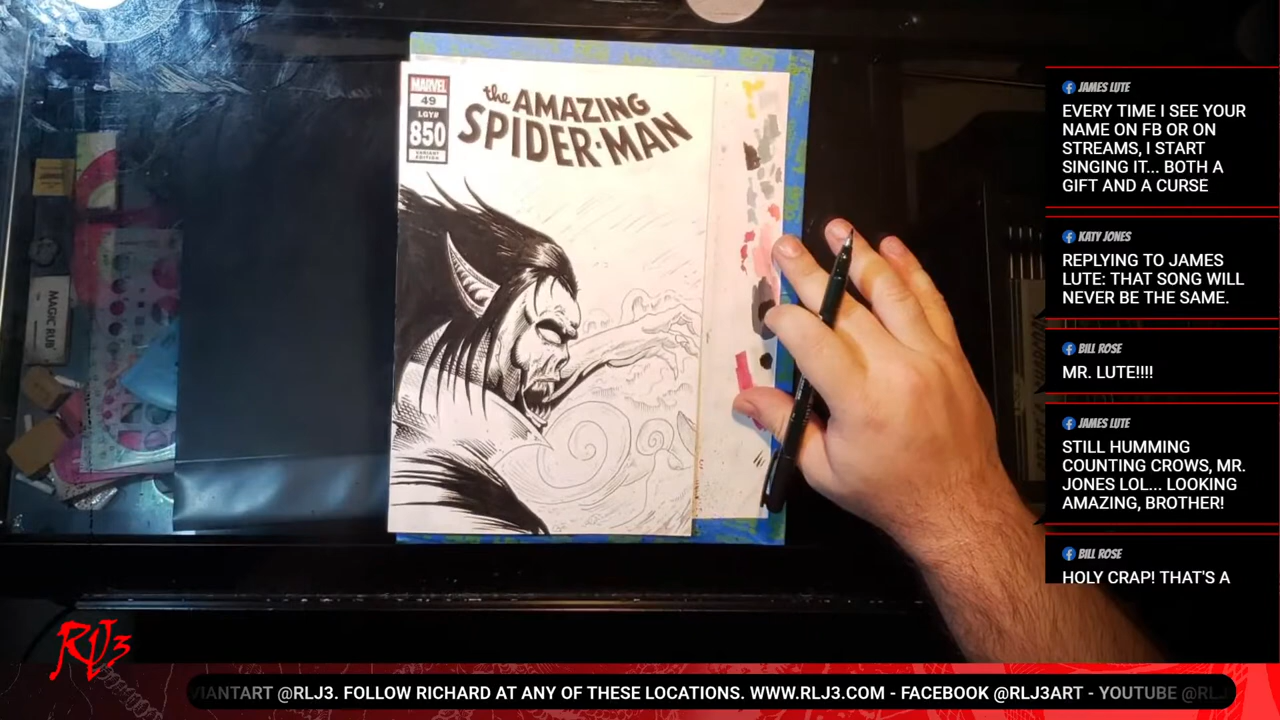 MARVEL
49
LGY#
850
VARIANT
EDITION
the AMAZING
SPIDER-MAN
MAGIC RUB
JAMES LUTE
EVERY TIME I SEE YOUR
NAME ON FB OR ON
STREAMS, I START
SINGING IT... BOTH A
GIFT AND A CURSE
KATY JONES
REPLYING TO JAMES
LUTE: THAT SONG WILL
NEVER BE THE SAME.
BILL ROSE
MR. LUTE!!!!
JAMES LUTE
STILL HUMMING
COUNTING CROWS, MR.
JONES LOL... LOOKING
AMAZING, BROTHER!
BILL ROSE
HOLY CRAP! THAT'S A
RLJ3
VIANTART @RLJ3. FOLLOW RICHARD AT ANY OF THESE LOCATIONS. WWW.RLJ3.COM - FACEBOOK @RLJ3ART - YOUTUBE @RLJ